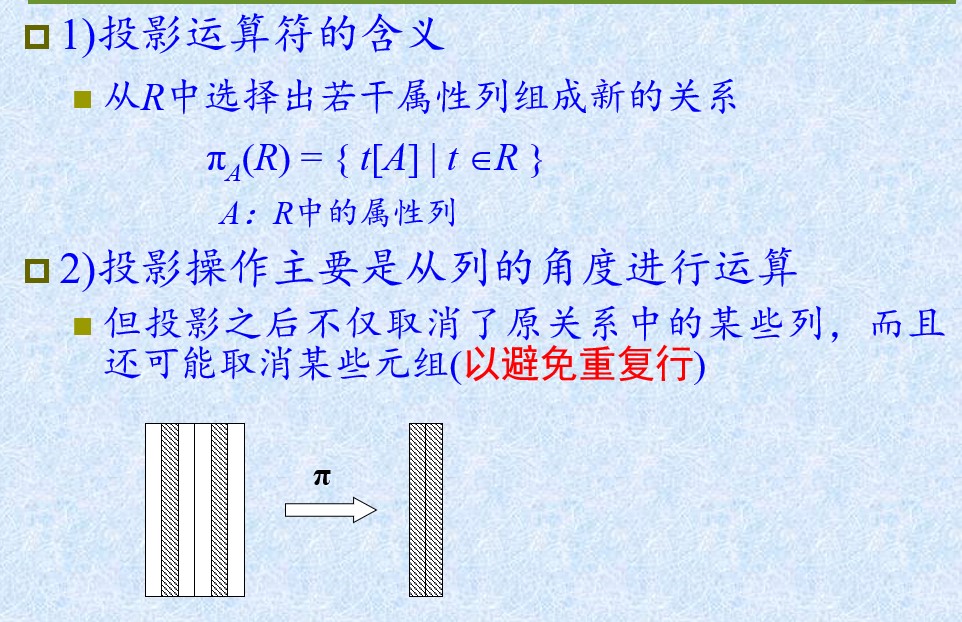 1)投影运算符的含义
从R中选择出若干属性列组成新的关系
πA(R) = { t[A] | t ∈R }
A：R中的属性列
2)投影操作主要是从列的角度进行运算
但投影之后不仅取消了原关系中的某些列，而且
还可能取消某些元组(以避免重复行)
π